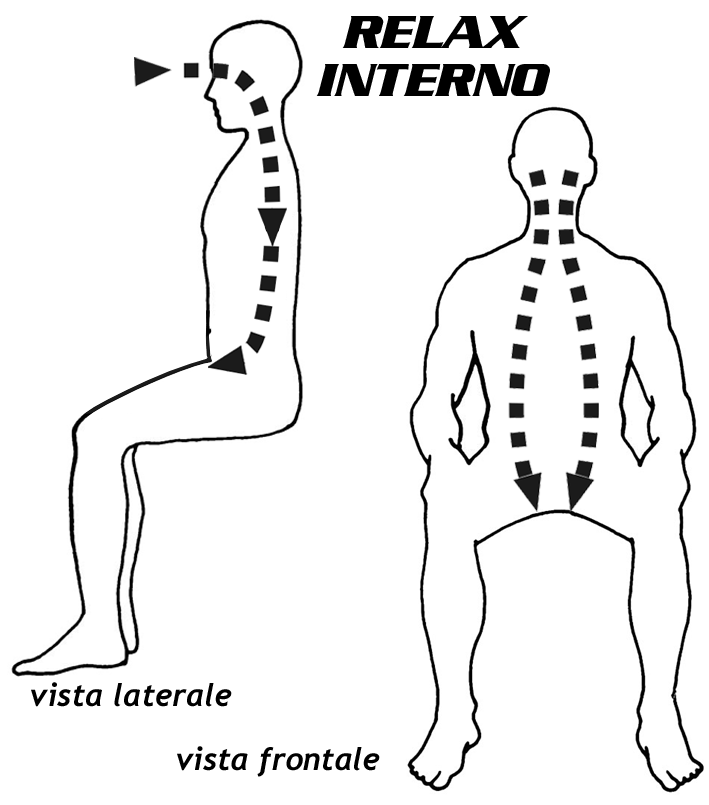 RELAX
INTERNO
vista laterale
vista frontale